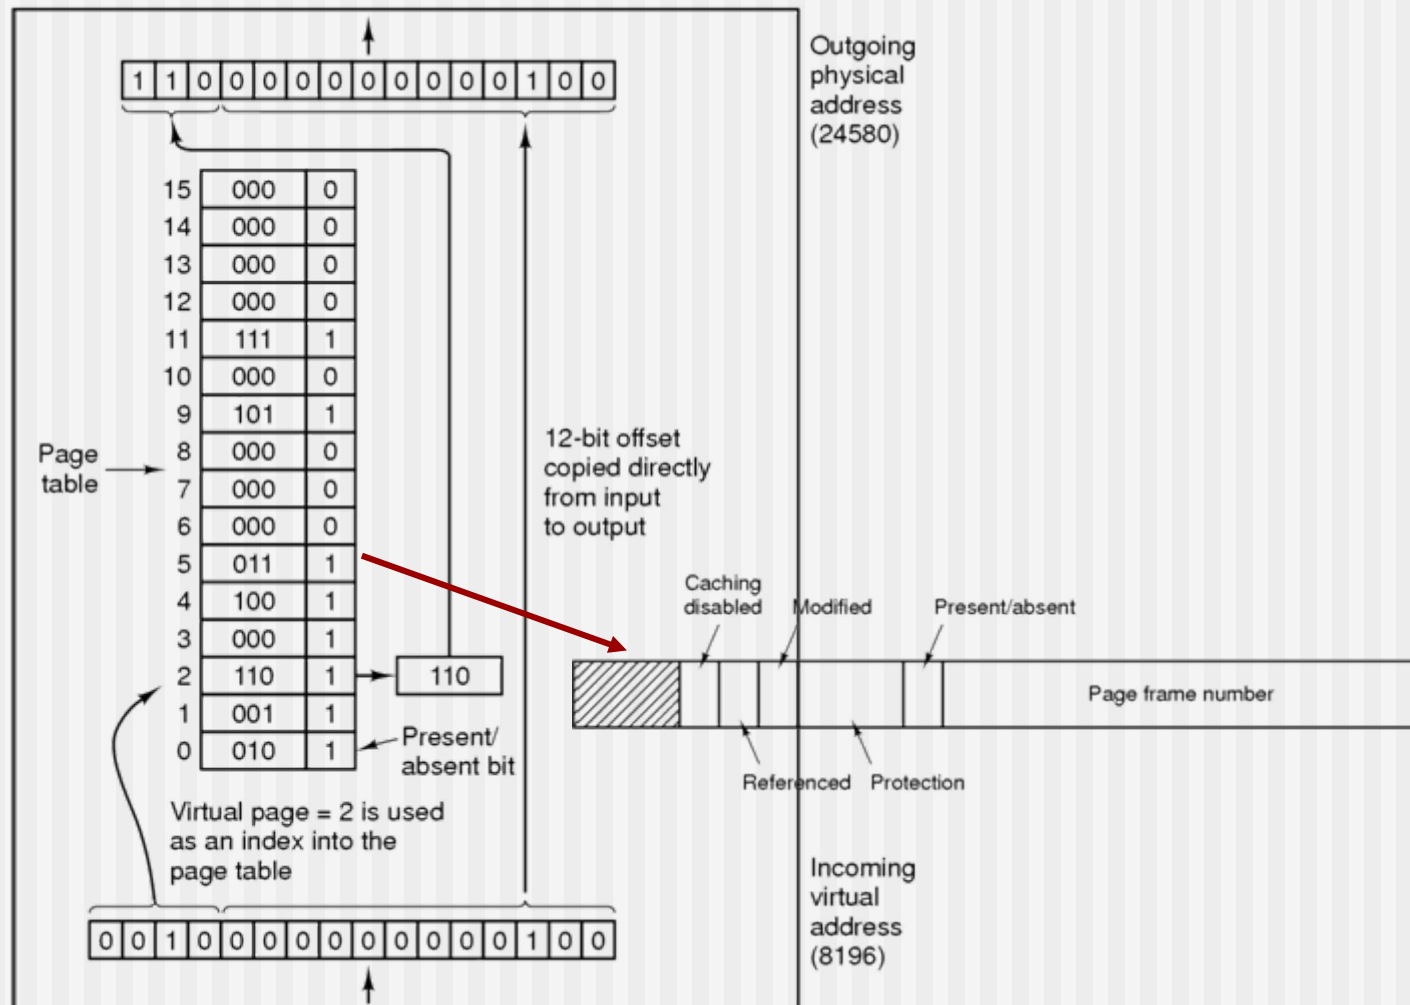 Outgoing
physical
address
(24580)
1 1 0 0 0 0 0 0 0 0 0 0 1 0 0
15 000 0
14 000 0
13 000 0
12 000 0
11 111 1
10 000 0
9 101 1
8 000 0
7 000 0
6 000 0
5 011 1
4 100 1
3 000 1
2 110 1 110
1 001 1
0 010 1
Page
table
12-bit offset
copied directly
from input
to output
Caching
disabled
Modified
Present/absent
Page frame number
Referenced
Protection
Present/
absent bit
Virtual page = 2 is used
as an index into the
page table
Incoming
virtual
address
(8196)
0 0 1 0 0 0 0 0 0 0 0 0 0 1 0 0